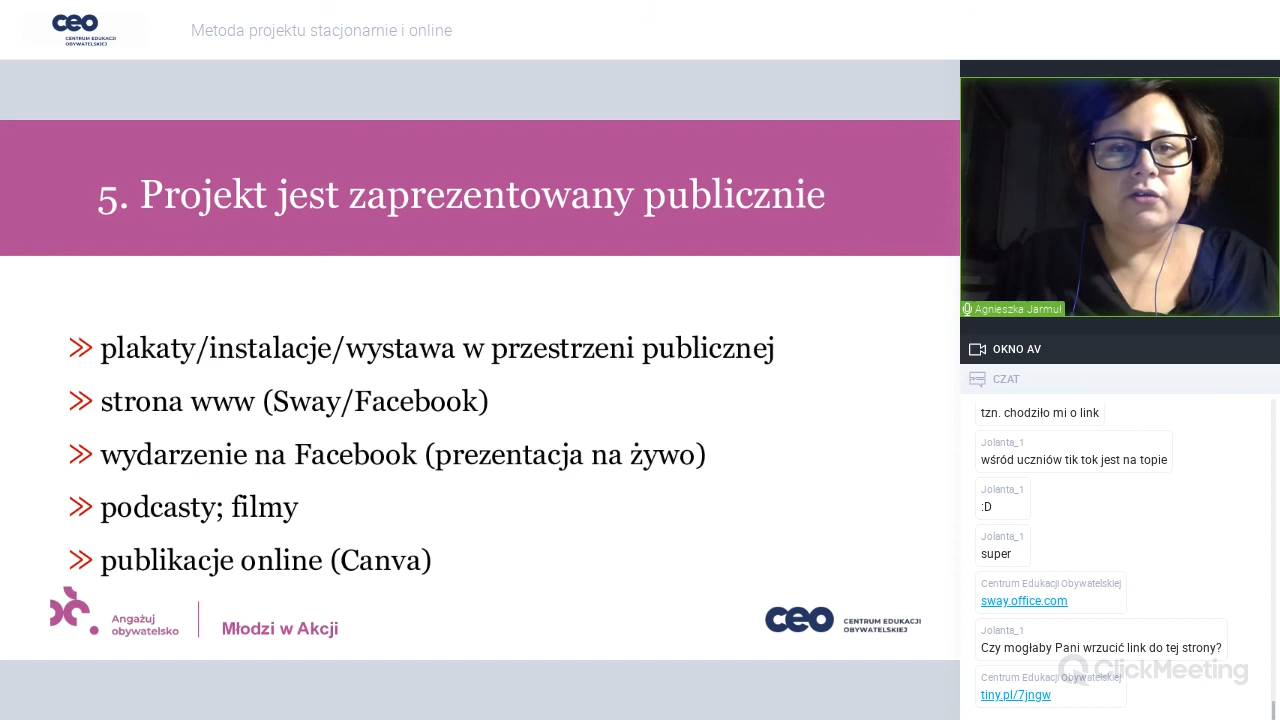 ceo
CENTRUM EDUKACJI
OBYWATELSKIEJ
Metoda projektu stacjonarnie i online
5. Projekt jest zaprezentowany publicznie
>> plakaty/instalacje/wystawa w przestrzeni publicznej
>> strona www (Sway/Facebook)
>> wydarzenie na Facebook (prezentacja na żywo)
>> podcasty; filmy
>> publikacje online (Canva)
Angażuj
obywatelsko
Młodzi w Akcji
ceo
CENTRUM EDUKACJI
OBYWATELSKIEJ
Agnieszka Jarmuł
OKNO AV
CZAT
tzn. chodziło mi o link
Jolanta_1
wśród uczniów tik tok jest na topie
Jolanta_1
:D
Jolanta_1
super
Centrum Edukacji Obywatelskiej
sway.office.com
Jolanta_1
Czy mogłaby Pani wrzucić link do tej strony?
Centrum Edukacji Obywatelskiej
tiny.pl/7jngw
ClickMeeting